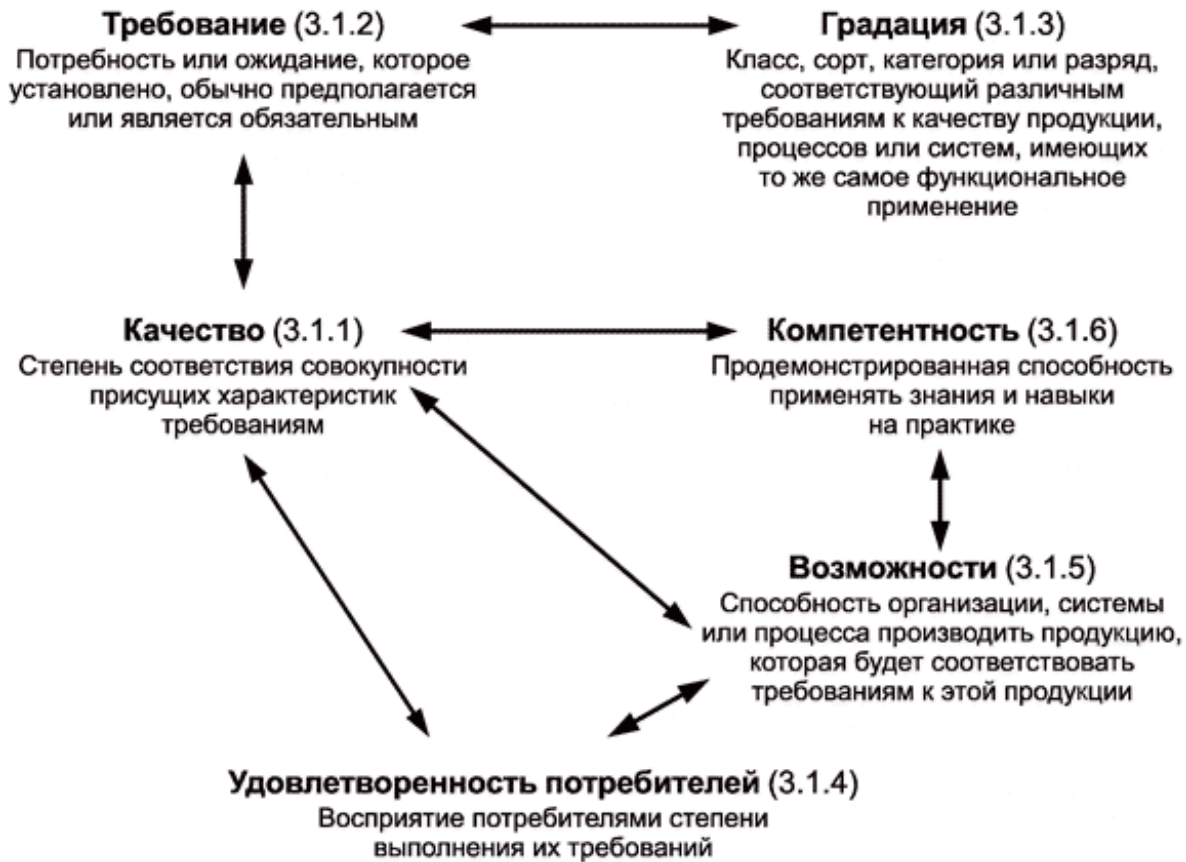 Требование (3.1.2)
Потребность или ожидание, которое
установлено, обычно предполагается
или является обязательным
Градация (3.1.3)
Класс, сорт, категория или разряд,
соответствующий различным
требованиям к качеству продукции,
процессов или систем, имеющих
то же самое функциональное
применение
Качество (3.1.1)
Степень соответствия совокупности
присущих характеристик
требованиям
Компетентность (3.1.6)
Продемонстрированная способность
применять знания и навыки
на практике
Возможности (3.1.5)
Способность организации, системы
или процесса производить продукцию,
которая будет соответствовать
требованиям к этой продукции
Удовлетворенность потребителей (3.1.4)
Восприятие потребителями степени
выполнения их требований